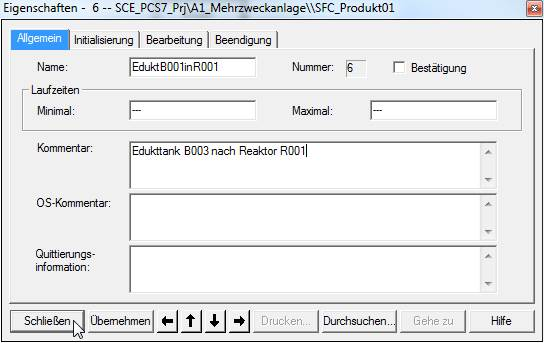 Eigenschaften - 6 -- SCE_PCS7_Prj\A1_Mehrzweckanlage\\SFC_Produkt01
Allgemein Initialisierung Bearbeitung Beendigung
Name: EduktB001inR001 Nummer: 6 Bestätigung
Laufzeiten
Minimal: --- Maximal: ---
Kommentar: Edukttank B003 nach Reaktor R001
OS-Kommentar:
Quittierungs-
information:
Schließen Übernehmen Drucken... Durchsuchen... Gehe zu Hilfe